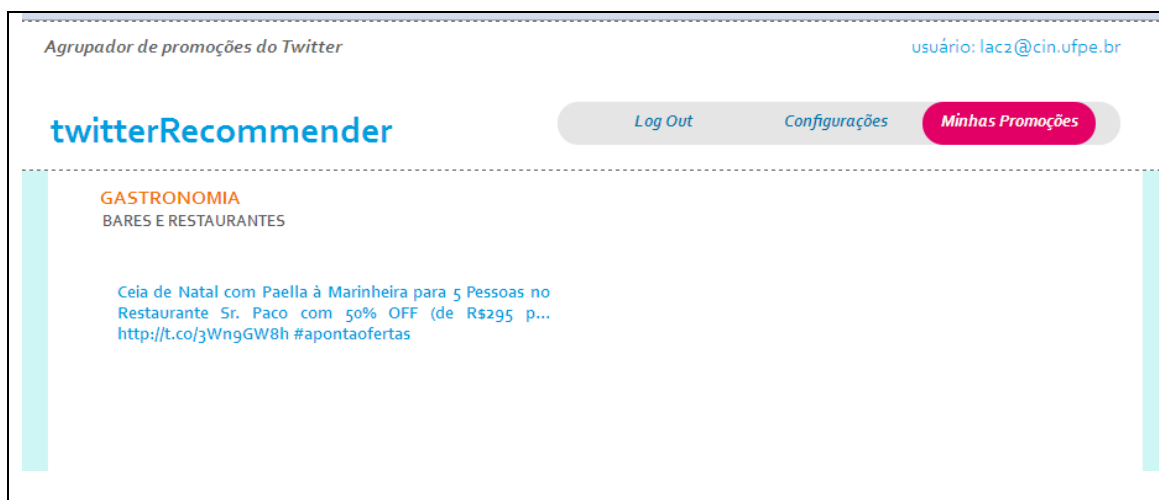 Agrupador de promoções do Twitter
usuário: lac2@cin.ufpe.br
twitterRecommender
Log Out
Configurações
Minhas Promoções
GASTRONOMIA
BARES E RESTAURANTES
Ceia de Natal com Paella à Marinheira para 5 Pessoas no
Restaurante Sr. Paco com 50% OFF (de R$295 p...
http://t.co/3Wn9GW8h #apontaofertas